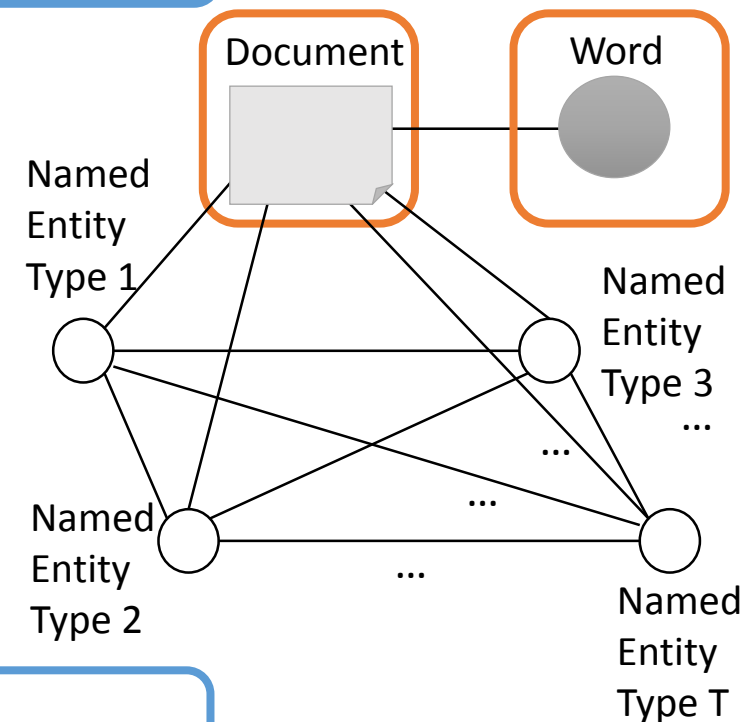 Document
Word
Named
Entity
Type 1
Named
Entity
Type 3
...
...
...
Named
Entity
Type 2
...
Named
Entity
Type T